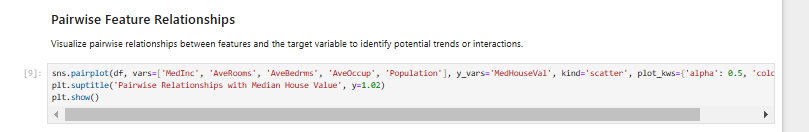 Pairwise Feature Relationships
Visualize pairwise relationships between features and the target variable to identify potential trends or interactions.
[9]: sns.pairplot(df, vars=['MedInc', 'AveRooms', 'AveBedrms', 'AveOccup', 'Population'], y_vars='MedHouseVal', kind='scatter', plot_kws={'alpha': 0.5, 'colo
plt.suptitle('Pairwise Relationships with Median House Value', y=1.02)
plt.show()